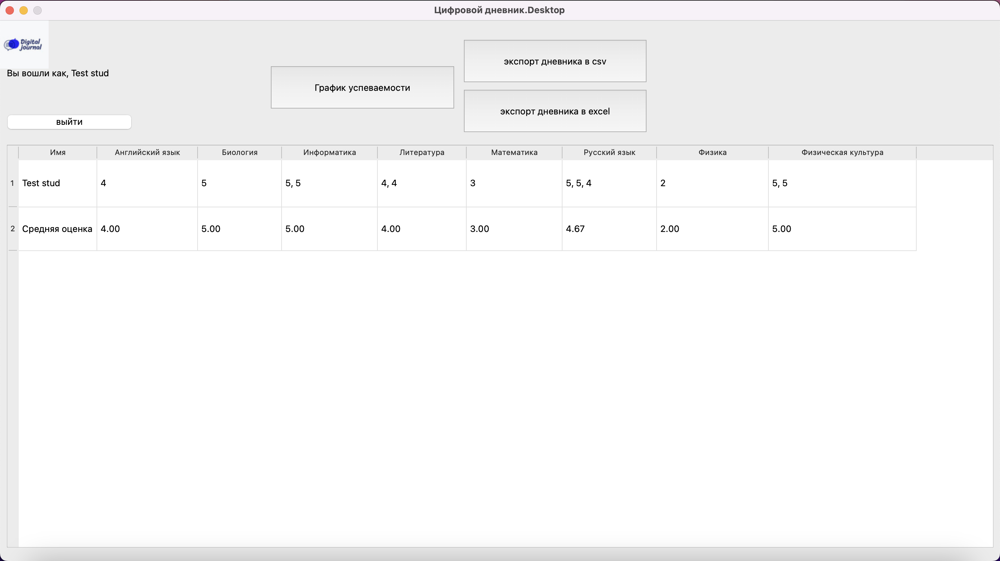 Цифровой дневник.Desktop
Digital
journal
Вы вошли как, Test stud
График успеваемости
экспорт дневника в csv
экспорт дневника в excel
выйти
Имя Английский язык Биология Информатика Литература Математика Русский язык Физика Физическая культура
1 Test stud 4 5 5, 5 4, 4 3 5, 5, 4 2 5, 5
2 Средняя оценка 4.00 5.00 5.00 4.00 3.00 4.67 2.00 5.00